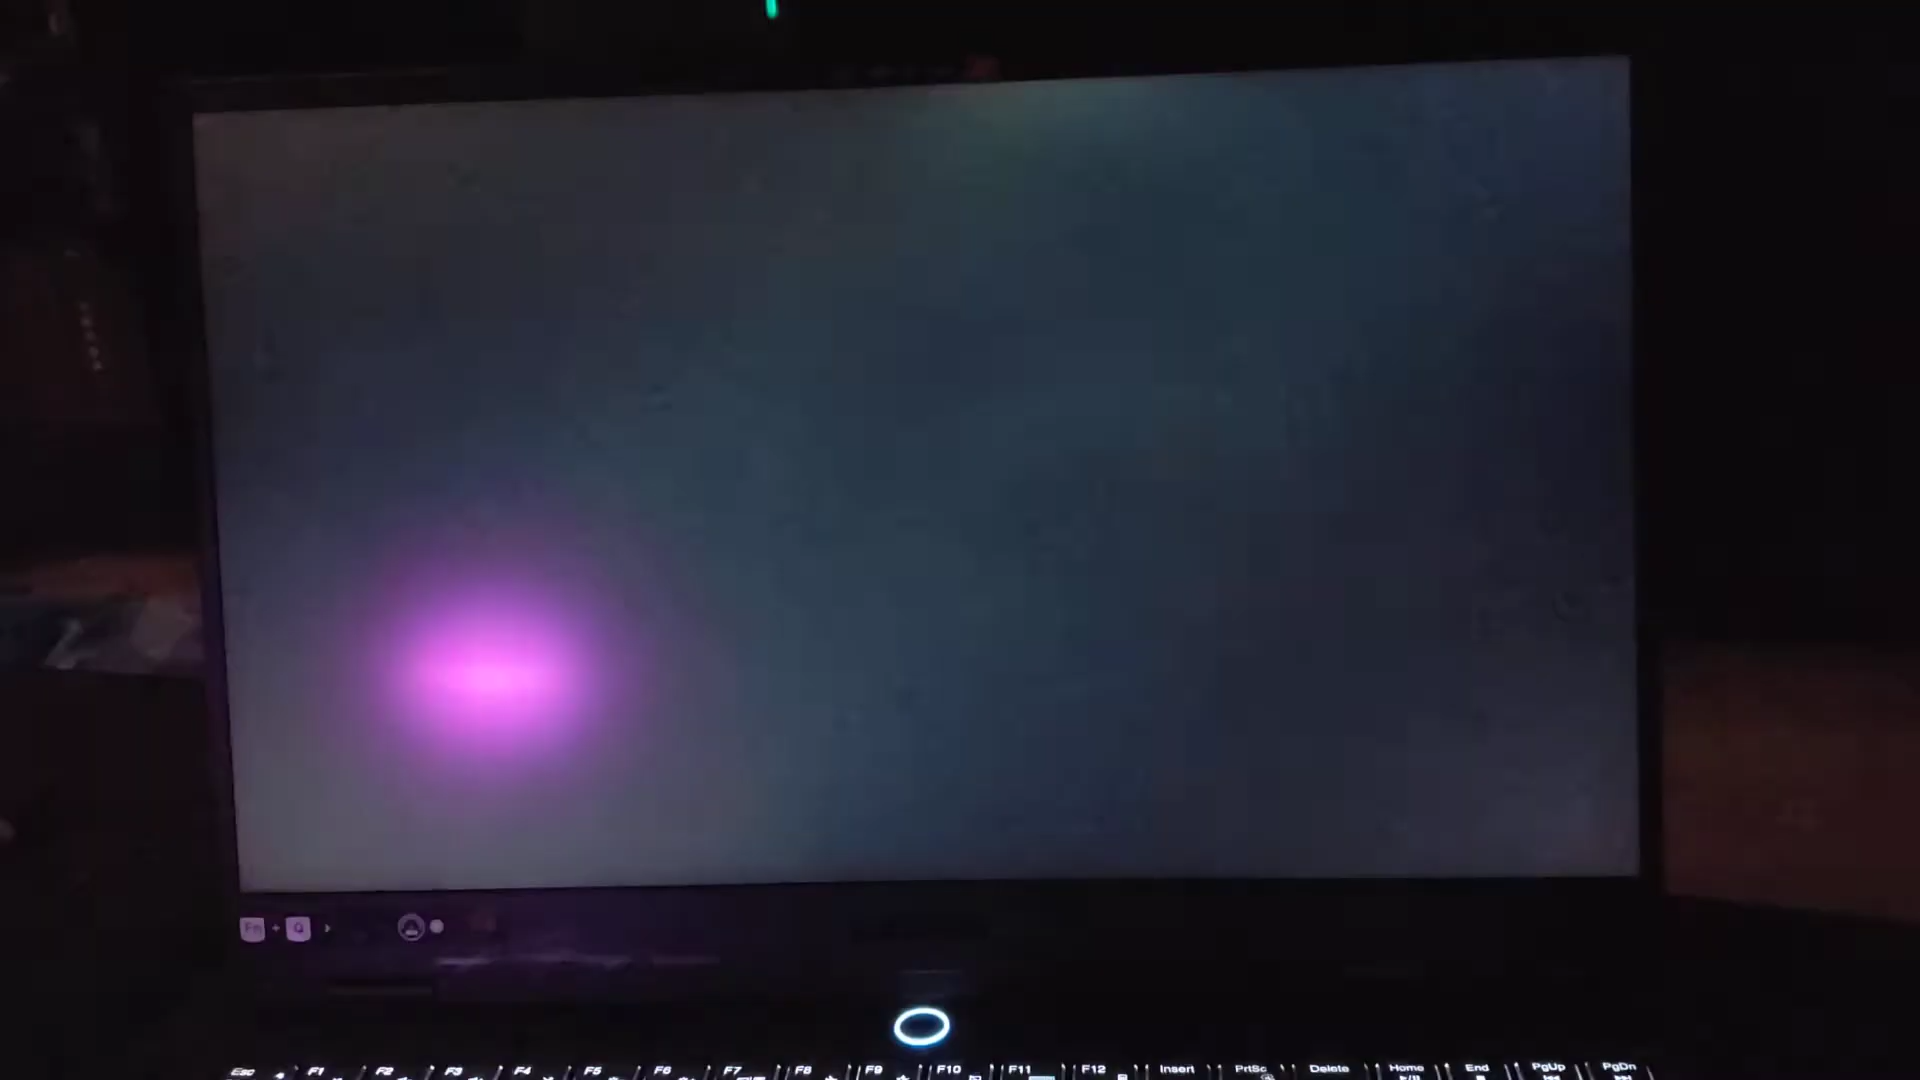 Fn + Q
Esc F1 F2 F3 F4 F5 F6 F7 F8 F9 F10 F11 F12 Insert PrtSc Delete Home End PgUp PgDn